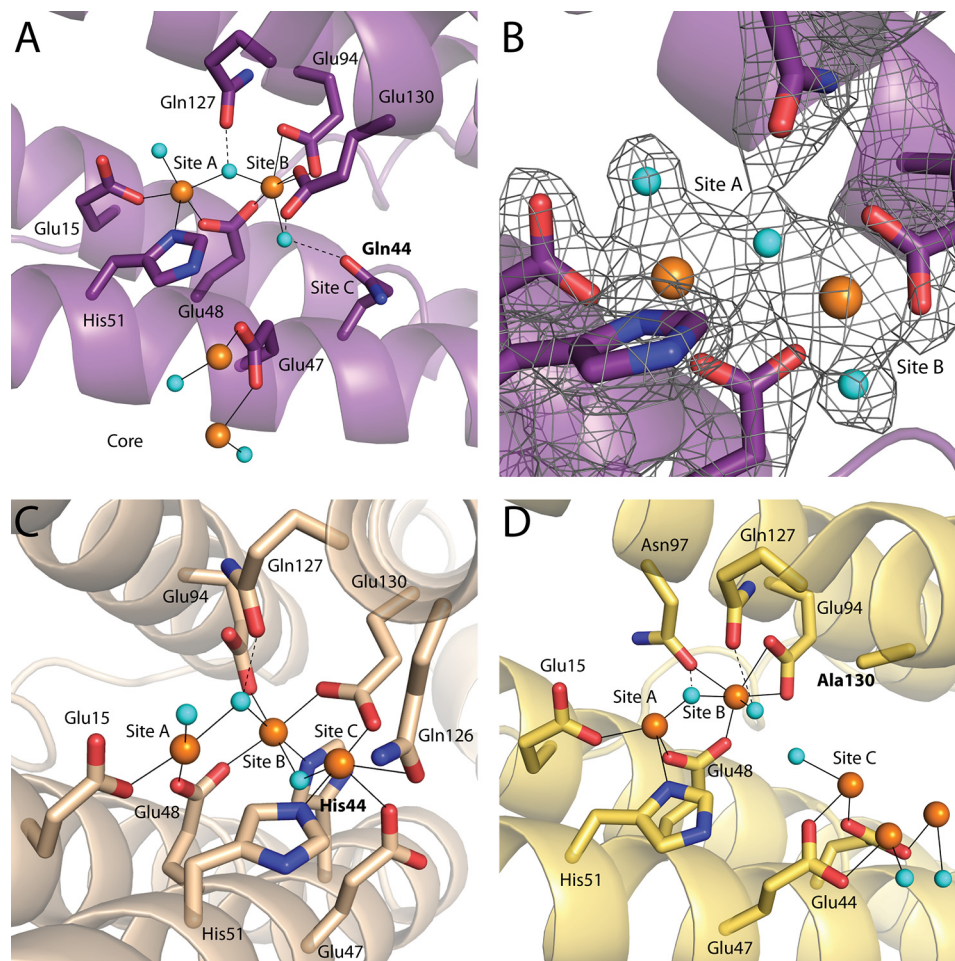 A
Glu94
Gln127
Glu130
Site A
Site B
Glu15
Gln44
Site C
His51
Glu48
Glu47
Core
B
Site A
Site B
C
Gln127
Glu94
Glu130
Glu15
Site A
Site C
Gln126
Site B
Glu48
His44
His51
Glu47
D
Asn97
Gln127
Glu94
Glu15
Ala130
Site A
Site B
Site C
Glu48
His51
Glu44
Glu47